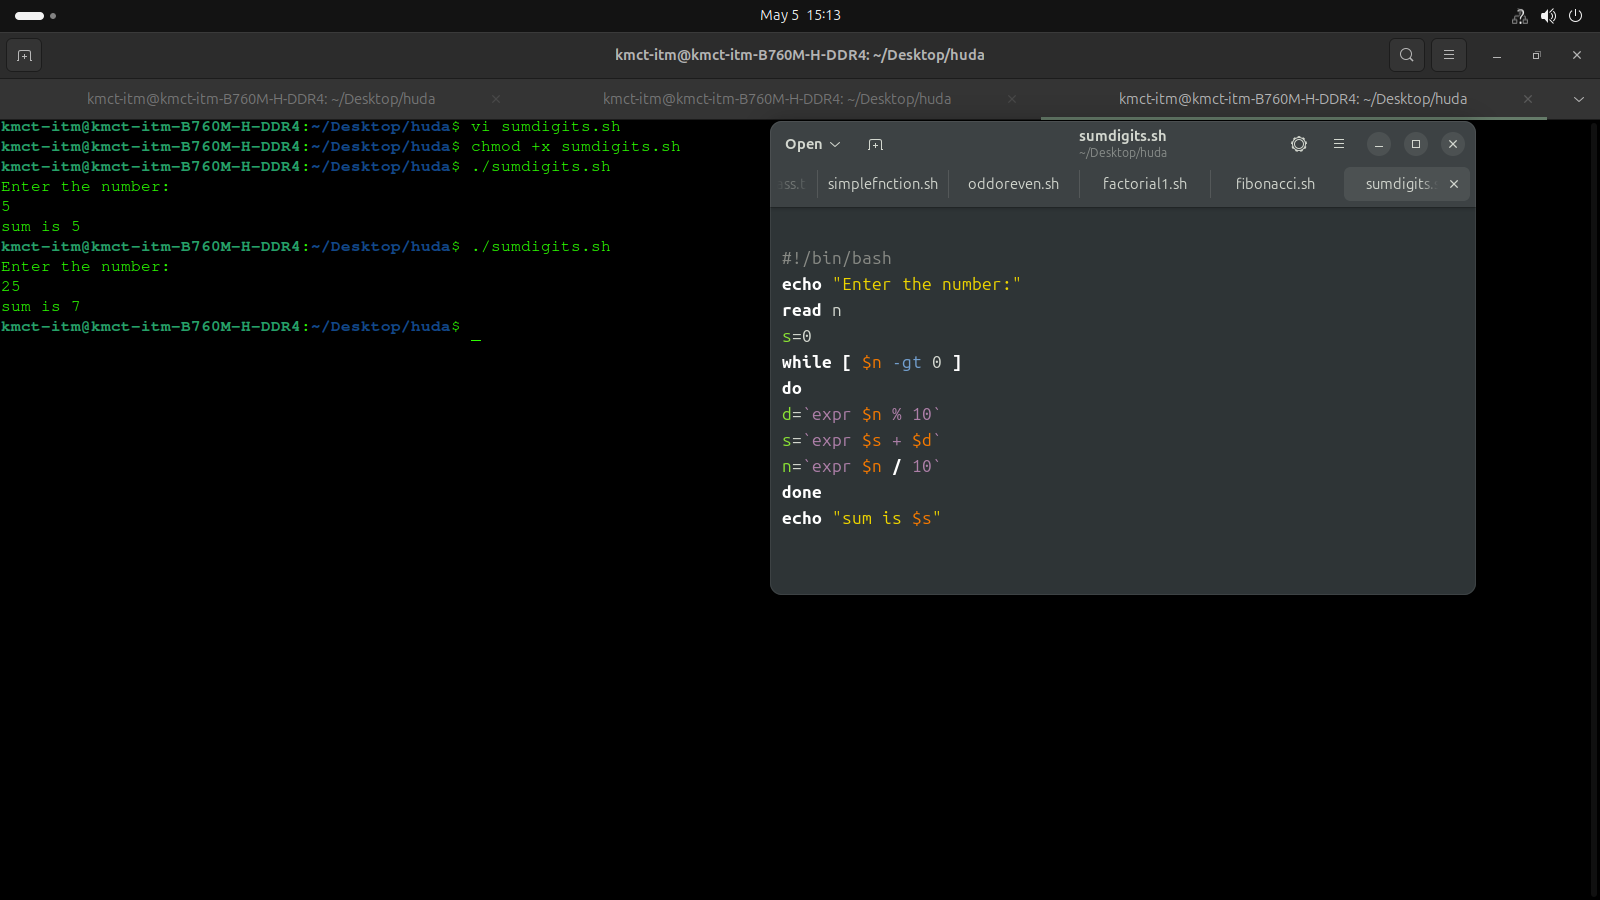 May 5 15:13
kmct-itm@kmct-itm-B760M-H-DDR4: ~/Desktop/huda
kmct-itm@kmct-itm-B760M-H-DDR4: ~/Desktop/huda
kmct-itm@kmct-itm-B760M-H-DDR4: ~/Desktop/huda
kmct-itm@kmct-itm-B760M-H-DDR4: ~/Desktop/huda
kmct-itm@kmct-itm-B760M-H-DDR4:~/Desktop/huda$ vi sumdigits.sh
kmct-itm@kmct-itm-B760M-H-DDR4:~/Desktop/huda$ chmod +x sumdigits.sh
kmct-itm@kmct-itm-B760M-H-DDR4:~/Desktop/huda$ ./sumdigits.sh
Enter the number:
5
sum is 5
kmct-itm@kmct-itm-B760M-H-DDR4:~/Desktop/huda$ ./sumdigits.sh
Enter the number:
25
sum is 7
kmct-itm@kmct-itm-B760M-H-DDR4:~/Desktop/huda$
Open
sumdigits.sh
~/Desktop/huda
simplefnction.sh
oddoreven.sh
factorial1.sh
fibonacci.sh
sumdigits.
#!/bin/bash
echo "Enter the number:"
read n
s=0
while [ $n -gt 0 ]
do
d=`expr $n % 10`
s=`expr $s + $d`
n=`expr $n / 10`
done
echo "sum is $s"